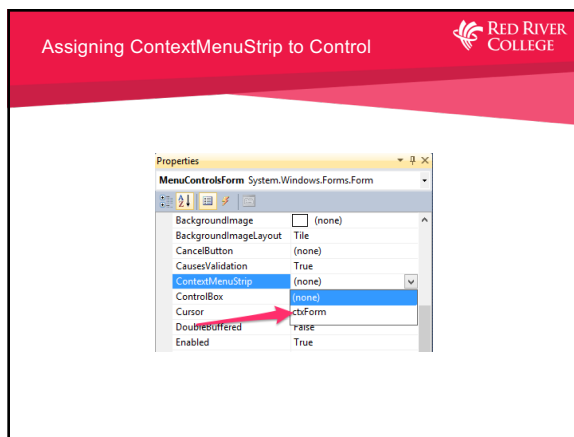 Assigning ContextMenuStrip to Control
RED RIVER
COLLEGE
Properties
MenuControlsForm System.Windows.Forms.Form
BackgroundImage (none)
BackgroundImageLayout Tile
CancelButton (none)
CausesValidation True
ContextMenuStrip (none)
ControlBox (none)
Cursor ctxForm
DoubleBuffered False
Enabled True